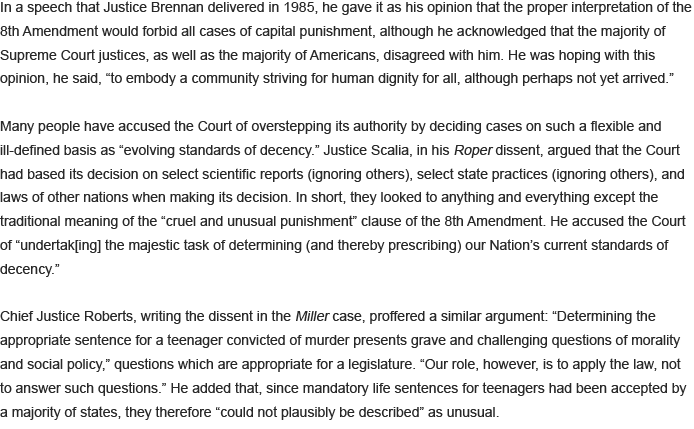 In a speech that Justice Brennan delivered in 1985, he gave it as his opinion that the proper interpretation of the
8th Amendment would forbid all cases of capital punishment, although he acknowledged that the majority of
Supreme Court justices, as well as the majority of Americans, disagreed with him. He was hoping with this
opinion, he said, “to embody a community striving for human dignity for all, although perhaps not yet arrived.”

Many people have accused the Court of overstepping its authority by deciding cases on such a flexible and
ill-defined basis as “evolving standards of decency.” Justice Scalia, in his Roper dissent, argued that the Court
had based its decision on select scientific reports (ignoring others), select state practices (ignoring others), and
laws of other nations when making its decision. In short, they looked to anything and everything except the
traditional meaning of the “cruel and unusual punishment” clause of the 8th Amendment. He accused the Court
of “undertak[ing] the majestic task of determining (and thereby prescribing) our Nation’s current standards of
decency.”

Chief Justice Roberts, writing the dissent in the Miller case, proffered a similar argument: “Determining the
appropriate sentence for a teenager convicted of murder presents grave and challenging questions of morality
and social policy,” questions which are appropriate for a legislature. “Our role, however, is to apply the law, not
to answer such questions.” He added that, since mandatory life sentences for teenagers had been accepted by
a majority of states, they therefore “could not plausibly be described” as unusual.